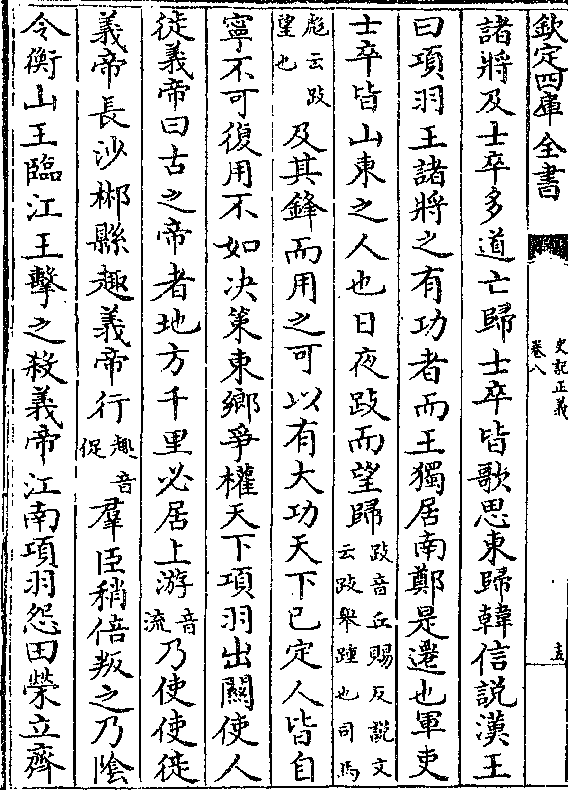 欽定四庫全書
史記正義
卷八
五
諸將及士卒多道亡歸士卒皆歌思東歸韓信說漢王
曰項羽王諸將之有功者而王獨居南鄭是遷也軍吏
士卒皆山東之人也日夜跂而望歸跂音丘賜反說文云跂舉踵也司馬
彪云跂望也及其鋒而用之可以有大功天下已定人皆自
寧不可復用不如决策東鄉爭權天下項羽出關使人
徙義帝曰古之帝者地方千里必居上游音流乃使使徙
義帝長沙郴縣趣義帝行趣音促羣臣稍倍叛之乃陰
令衡山王臨江王擊之殺義帝江南項羽怨田榮立齊